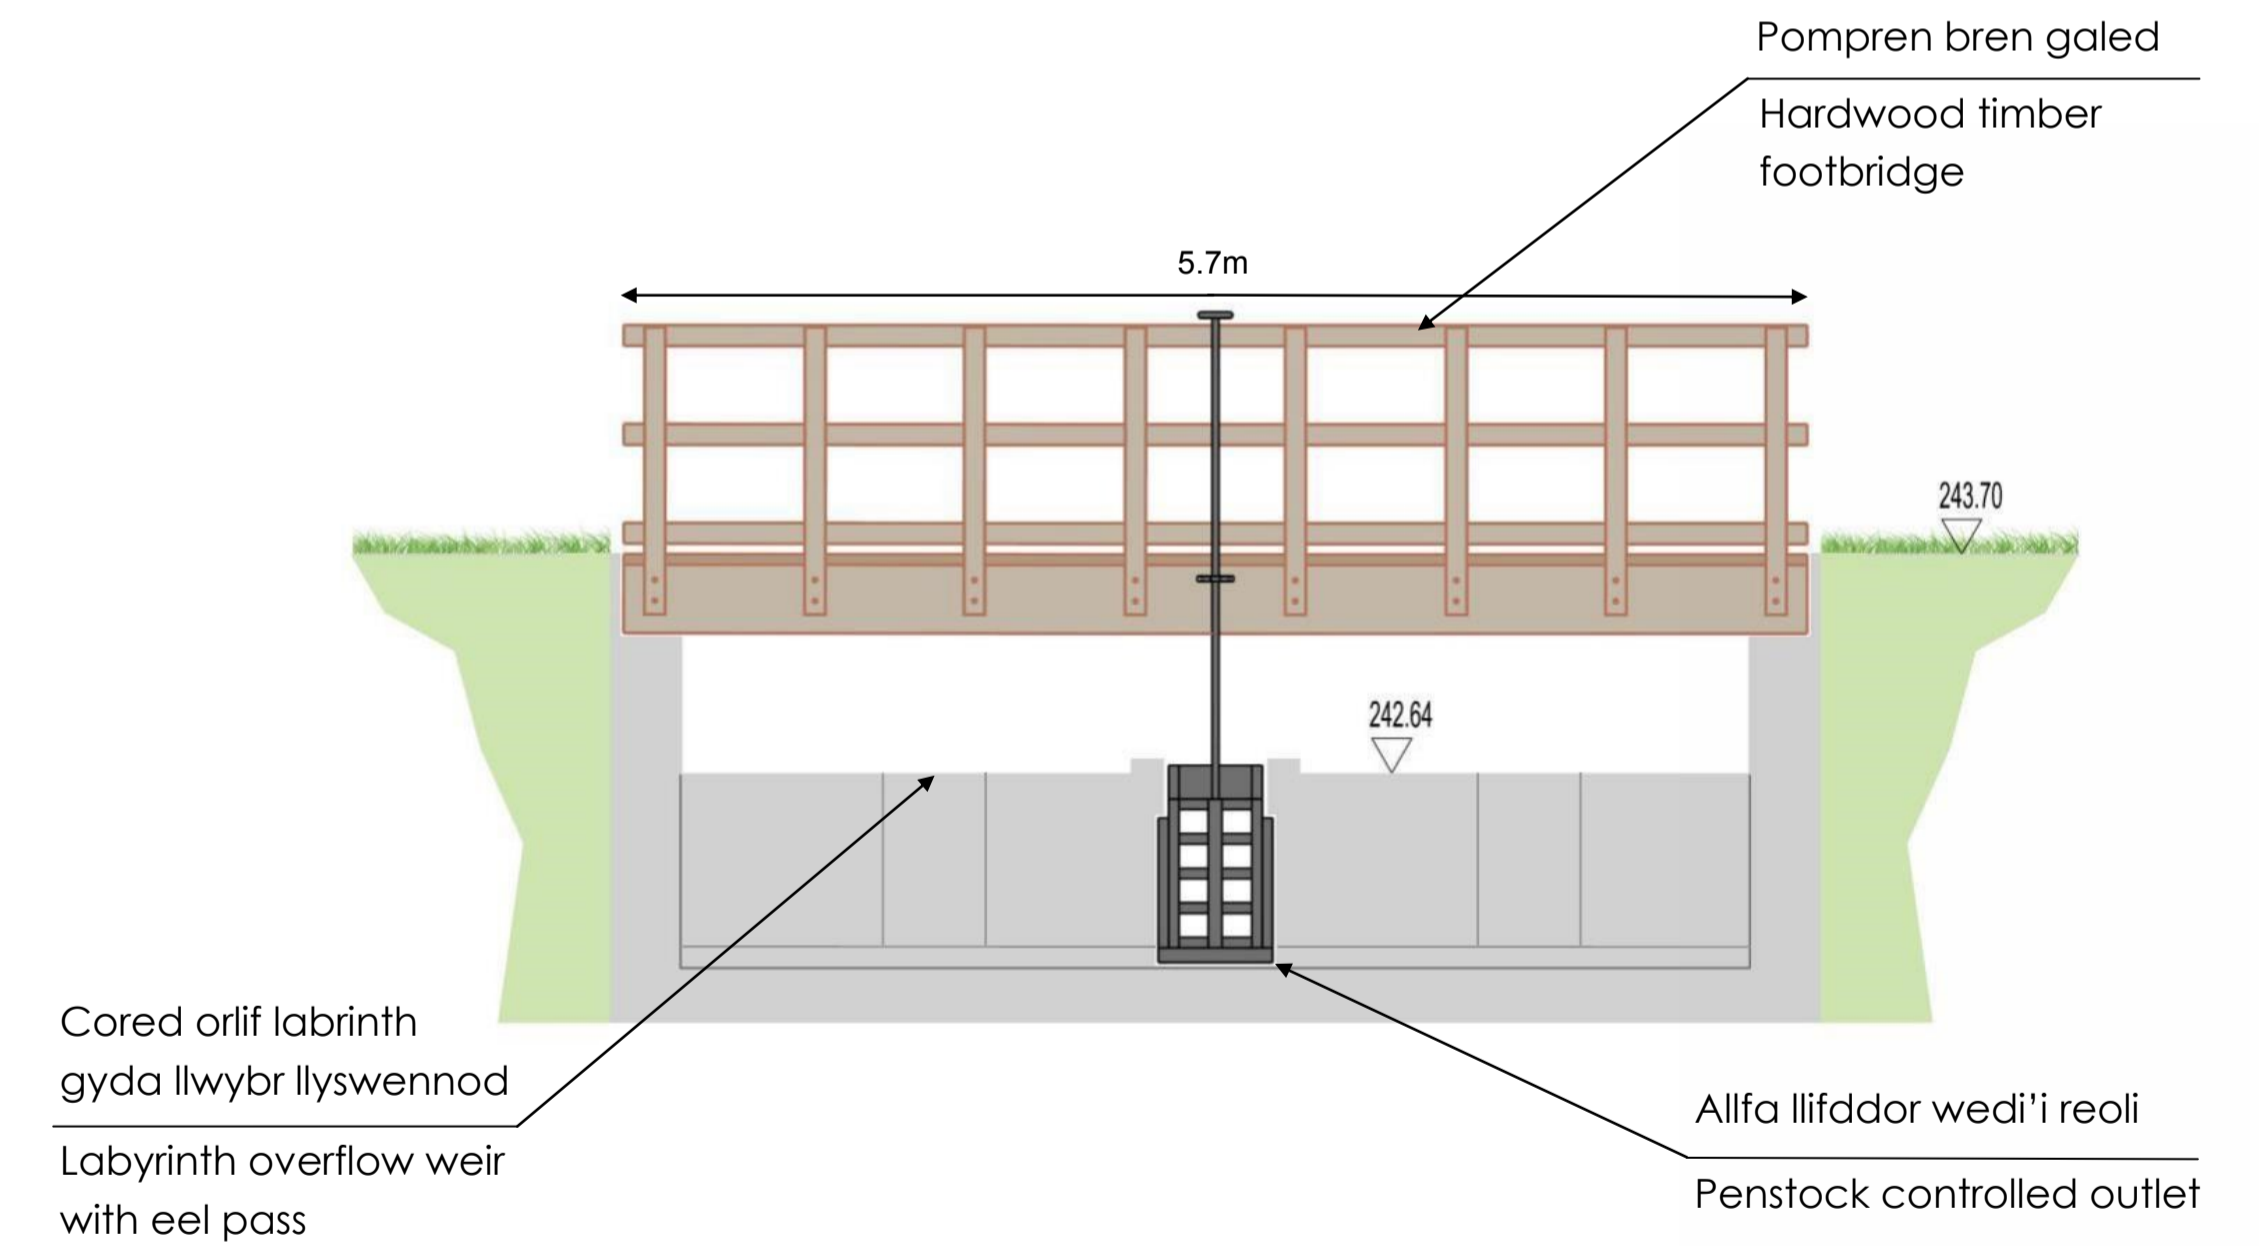 Pompren bren galed
Hardwood timber
footbridge
5.7m
243.70
242.64
Cored orlif labrinth
gyda llwybr llyswennod
Labyrinth overflow weir
with eel pass
Allfa llifddor wedi’i reoli
Penstock controlled outlet